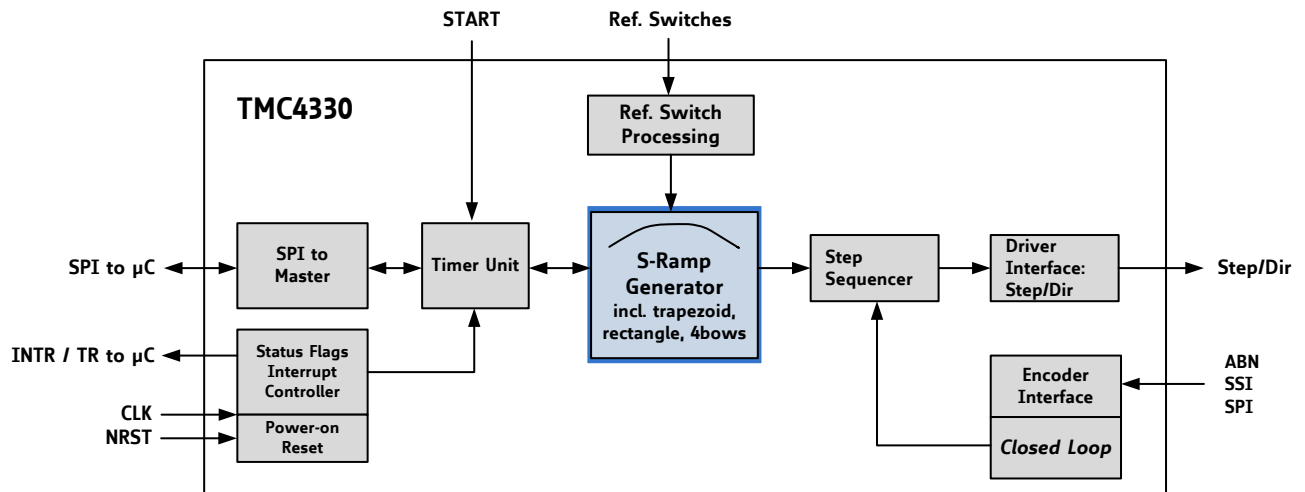 START
Ref. Switches
TMC4330
Ref. Switch
Processing
SPI to µC
SPI to
Master
Timer Unit
S-Ramp
Generator
incl. trapezoid,
rectangle, 4bows
Step
Sequencer
Driver
Interface:
Step/Dir
Step/Dir
INTR / TR to µC
Status Flags
Interrupt
Controller
CLK
NRST
Power-on
Reset
Encoder
Interface
Closed Loop
ABN
SSI
SPI